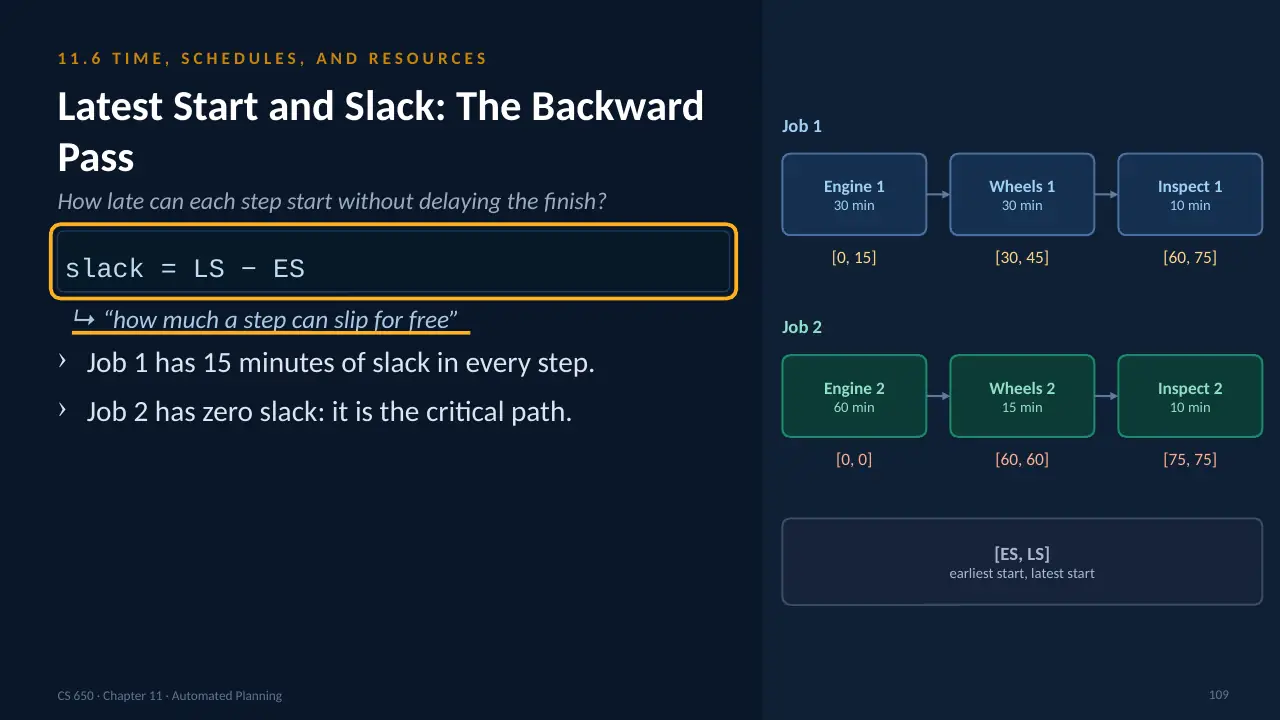 11.6 TIME, SCHEDULES, AND RESOURCES
Latest Start and Slack: The Backward
Pass
How late can each step start without delaying the finish?
slack = LS − ES
↳ “how much a step can slip for free”
› Job 1 has 15 minutes of slack in every step.
› Job 2 has zero slack: it is the critical path.
Job 1
Engine 1
30 min
[0, 15]
Wheels 1
30 min
[30, 45]
Inspect 1
10 min
[60, 75]
Job 2
Engine 2
60 min
[0, 0]
Wheels 2
15 min
[60, 60]
Inspect 2
10 min
[75, 75]
[ES, LS]
earliest start, latest start
CS 650 · Chapter 11 · Automated Planning
109